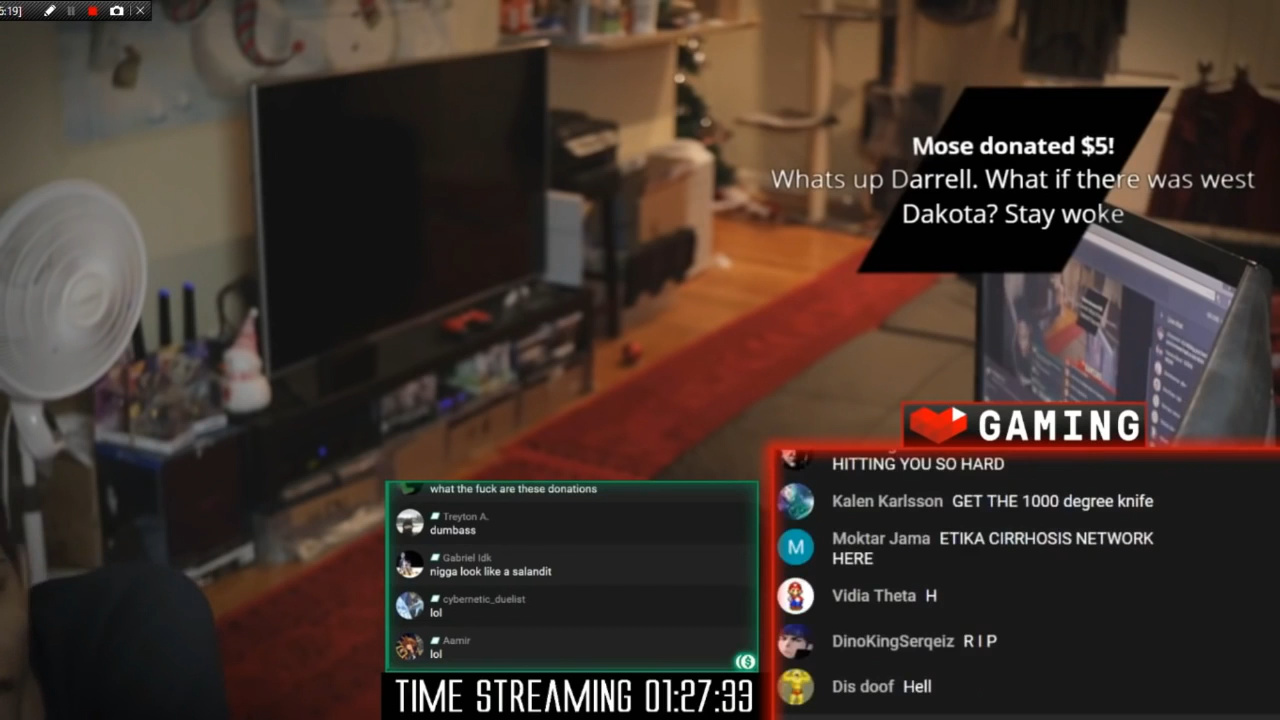 5:19]
Mose donated $5!
Whats up Darrell. What if there was west
Dakota? Stay woke
GAMING
HITTING YOU SO HARD
Kalen Karlsson GET THE 1000 degree knife
Moktar Jama ETIKA CIRRHOSIS NETWORK
HERE
M
Vidia Theta H
DinoKingSerqeiz R I P
Dis doof Hell
what the fuck are these donations
Treyton A.
dumbass
Gabriel Idk
nigga look like a salandit
cybernetic_duelist
lol
Aamir
lol
TIME STREAMING 01:27:33